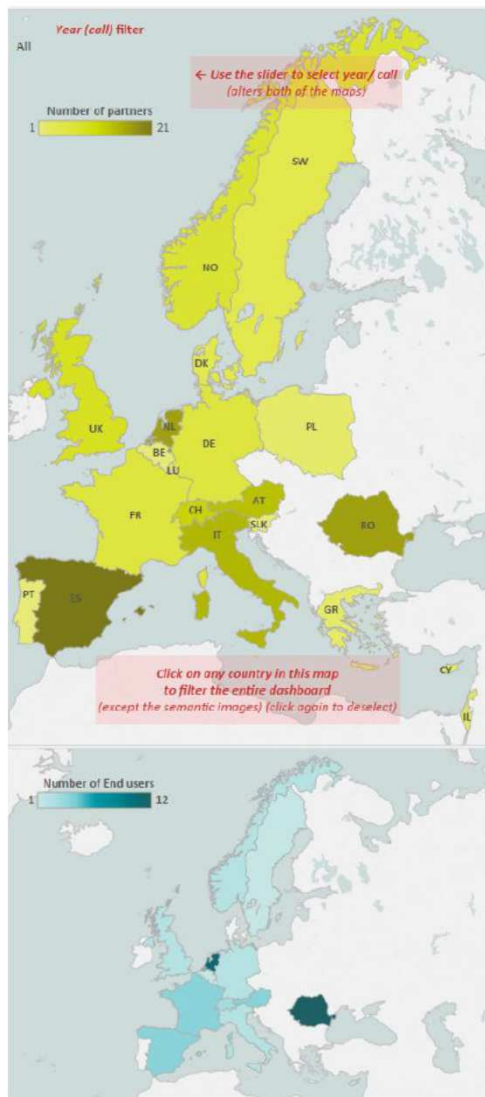 Year (call) filter
All
← Use the slider to select year/ call
(alters both of the maps)
Number of partners
1 21
SW
NO
DK
UK
NL
BE
LU
DE
PL
FR
CH
AT
IT
SLK
RO
PT
ES
GR
CY
IL
Click on any country in this map
to filter the entire dashboard
(except the semantic images) (click again to deselect)
Number of End users
1 12